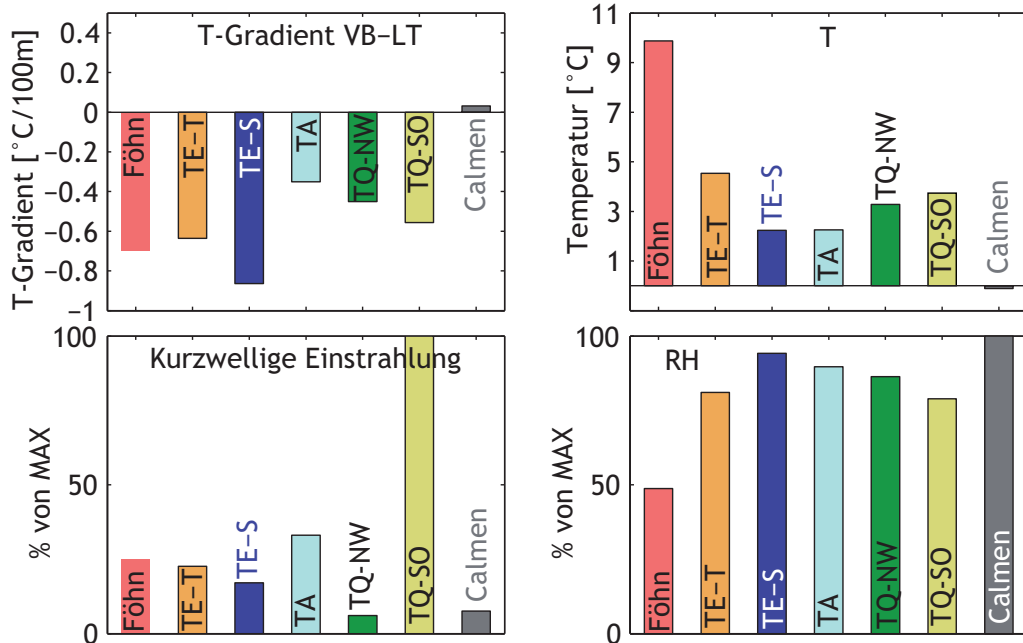 T-Gradient VB–LT
T-Gradient [°C/100m]
0.4
0.2
0
−0.2
−0.4
−0.6
−0.8
−1
Föhn
TE–T
TE–S
TA
TQ-NW
TQ-SO
Calmen
T
Temperatur [°C]
11
9
7
5
3
1
Föhn
TE–T
TE–S
TA
TQ-NW
TQ-SO
Calmen
Kurzwellige Einstrahlung
% von MAX
100
50
0
Föhn
TE–T
TE–S
TA
TQ-NW
TQ-SO
Calmen
RH
% von MAX
100
50
0
Föhn
TE–T
TE–S
TA
TQ-NW
TQ-SO
Calmen